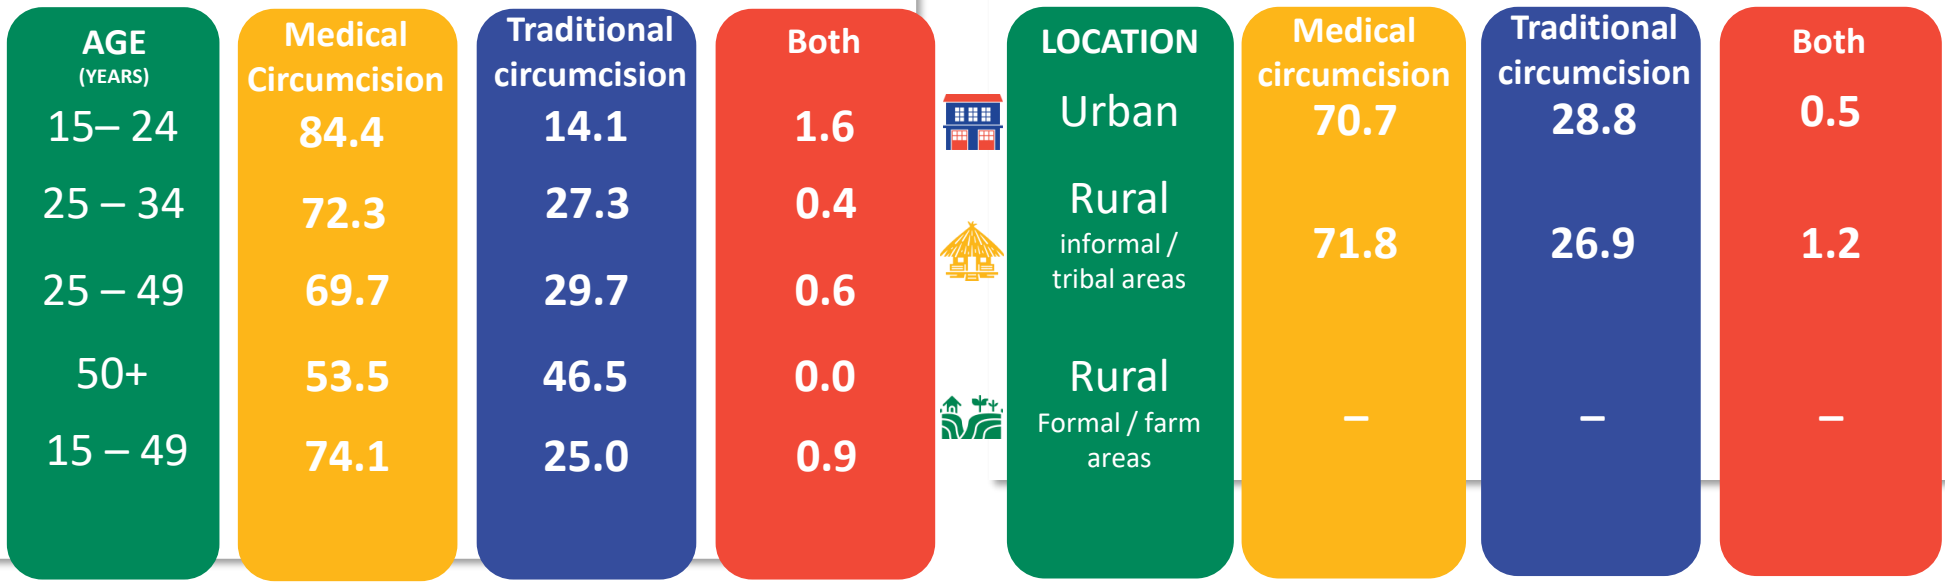 AGE
(YEARS)
15– 24
25 – 34
25 – 49
50+
15 – 49
Medical
Circumcision
84.4
72.3
69.7
53.5
74.1
Traditional
circumcision
14.1
27.3
29.7
46.5
25.0
Both
1.6
0.4
0.6
0.0
0.9
LOCATION
Urban
Rural
informal /
tribal areas
Rural
Formal / farm
areas
Medical
circumcision
70.7
71.8
–
Traditional
circumcision
28.8
26.9
–
Both
0.5
1.2
–